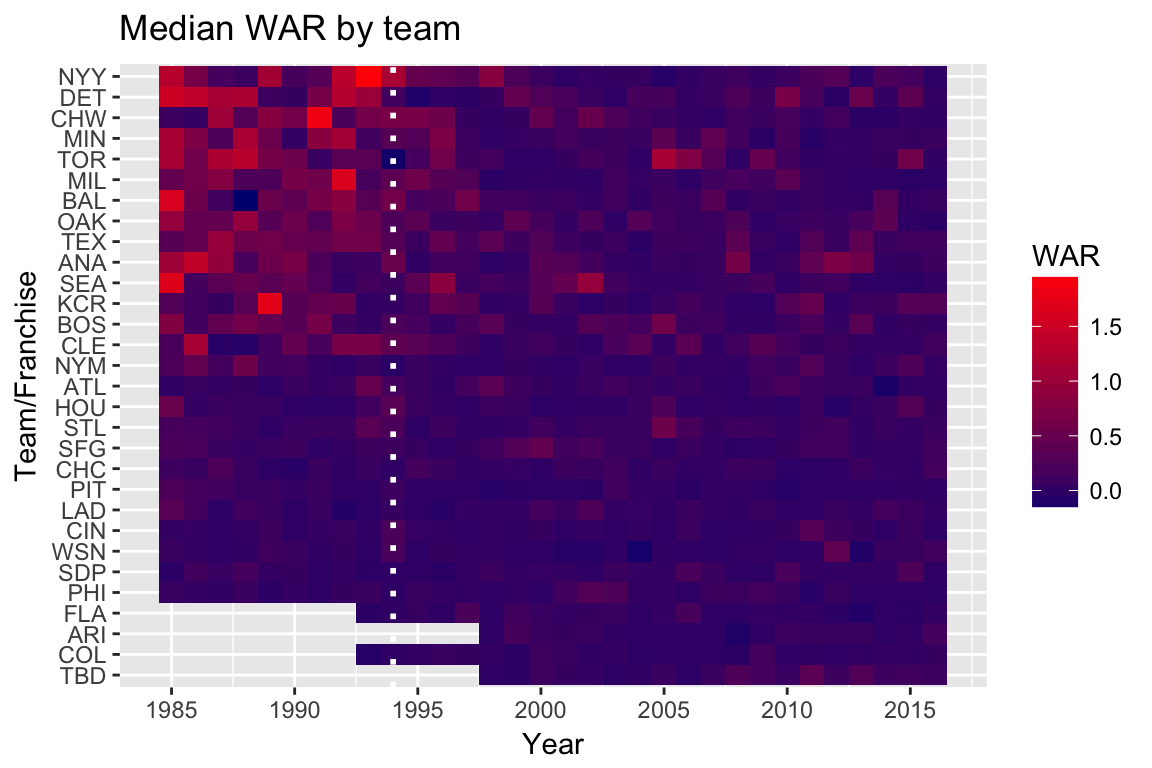 Median WAR by team
Team/Franchise
NYY
DET
CHW
MIN
TOR
MIL
BAL
OAK
TEX
ANA
SEA
KCR
BOS
CLE
NYM
ATL
HOU
STL
SFG
CHC
PIT
LAD
CIN
WSN
SDP
PHI
FLA
ARI
COL
TBD
1985 1990 1995 2000 2005 2010 2015
Year
WAR
1.5
1.0
0.5
0.0